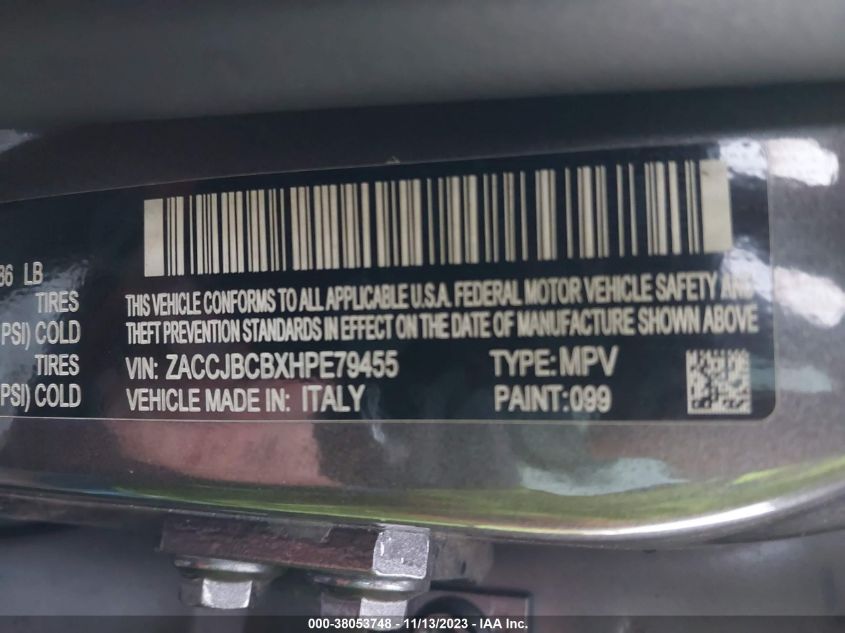 86 LB
TIRES
PSI) COLD
TIRES
PSI) COLD
THIS VEHICLE CONFORMS TO ALL APPLICABLE U.S.A. FEDERAL MOTOR VEHICLE SAFETY AND
THEFT PREVENTION STANDARDS IN EFFECT ON THE DATE OF MANUFACTURE SHOWN ABOVE
VIN: ZACCJBCBXHPE79455 TYPE: MPV
VEHICLE MADE IN: ITALY PAINT:099
000-38053748 - 11/13/2023 - IAA Inc.